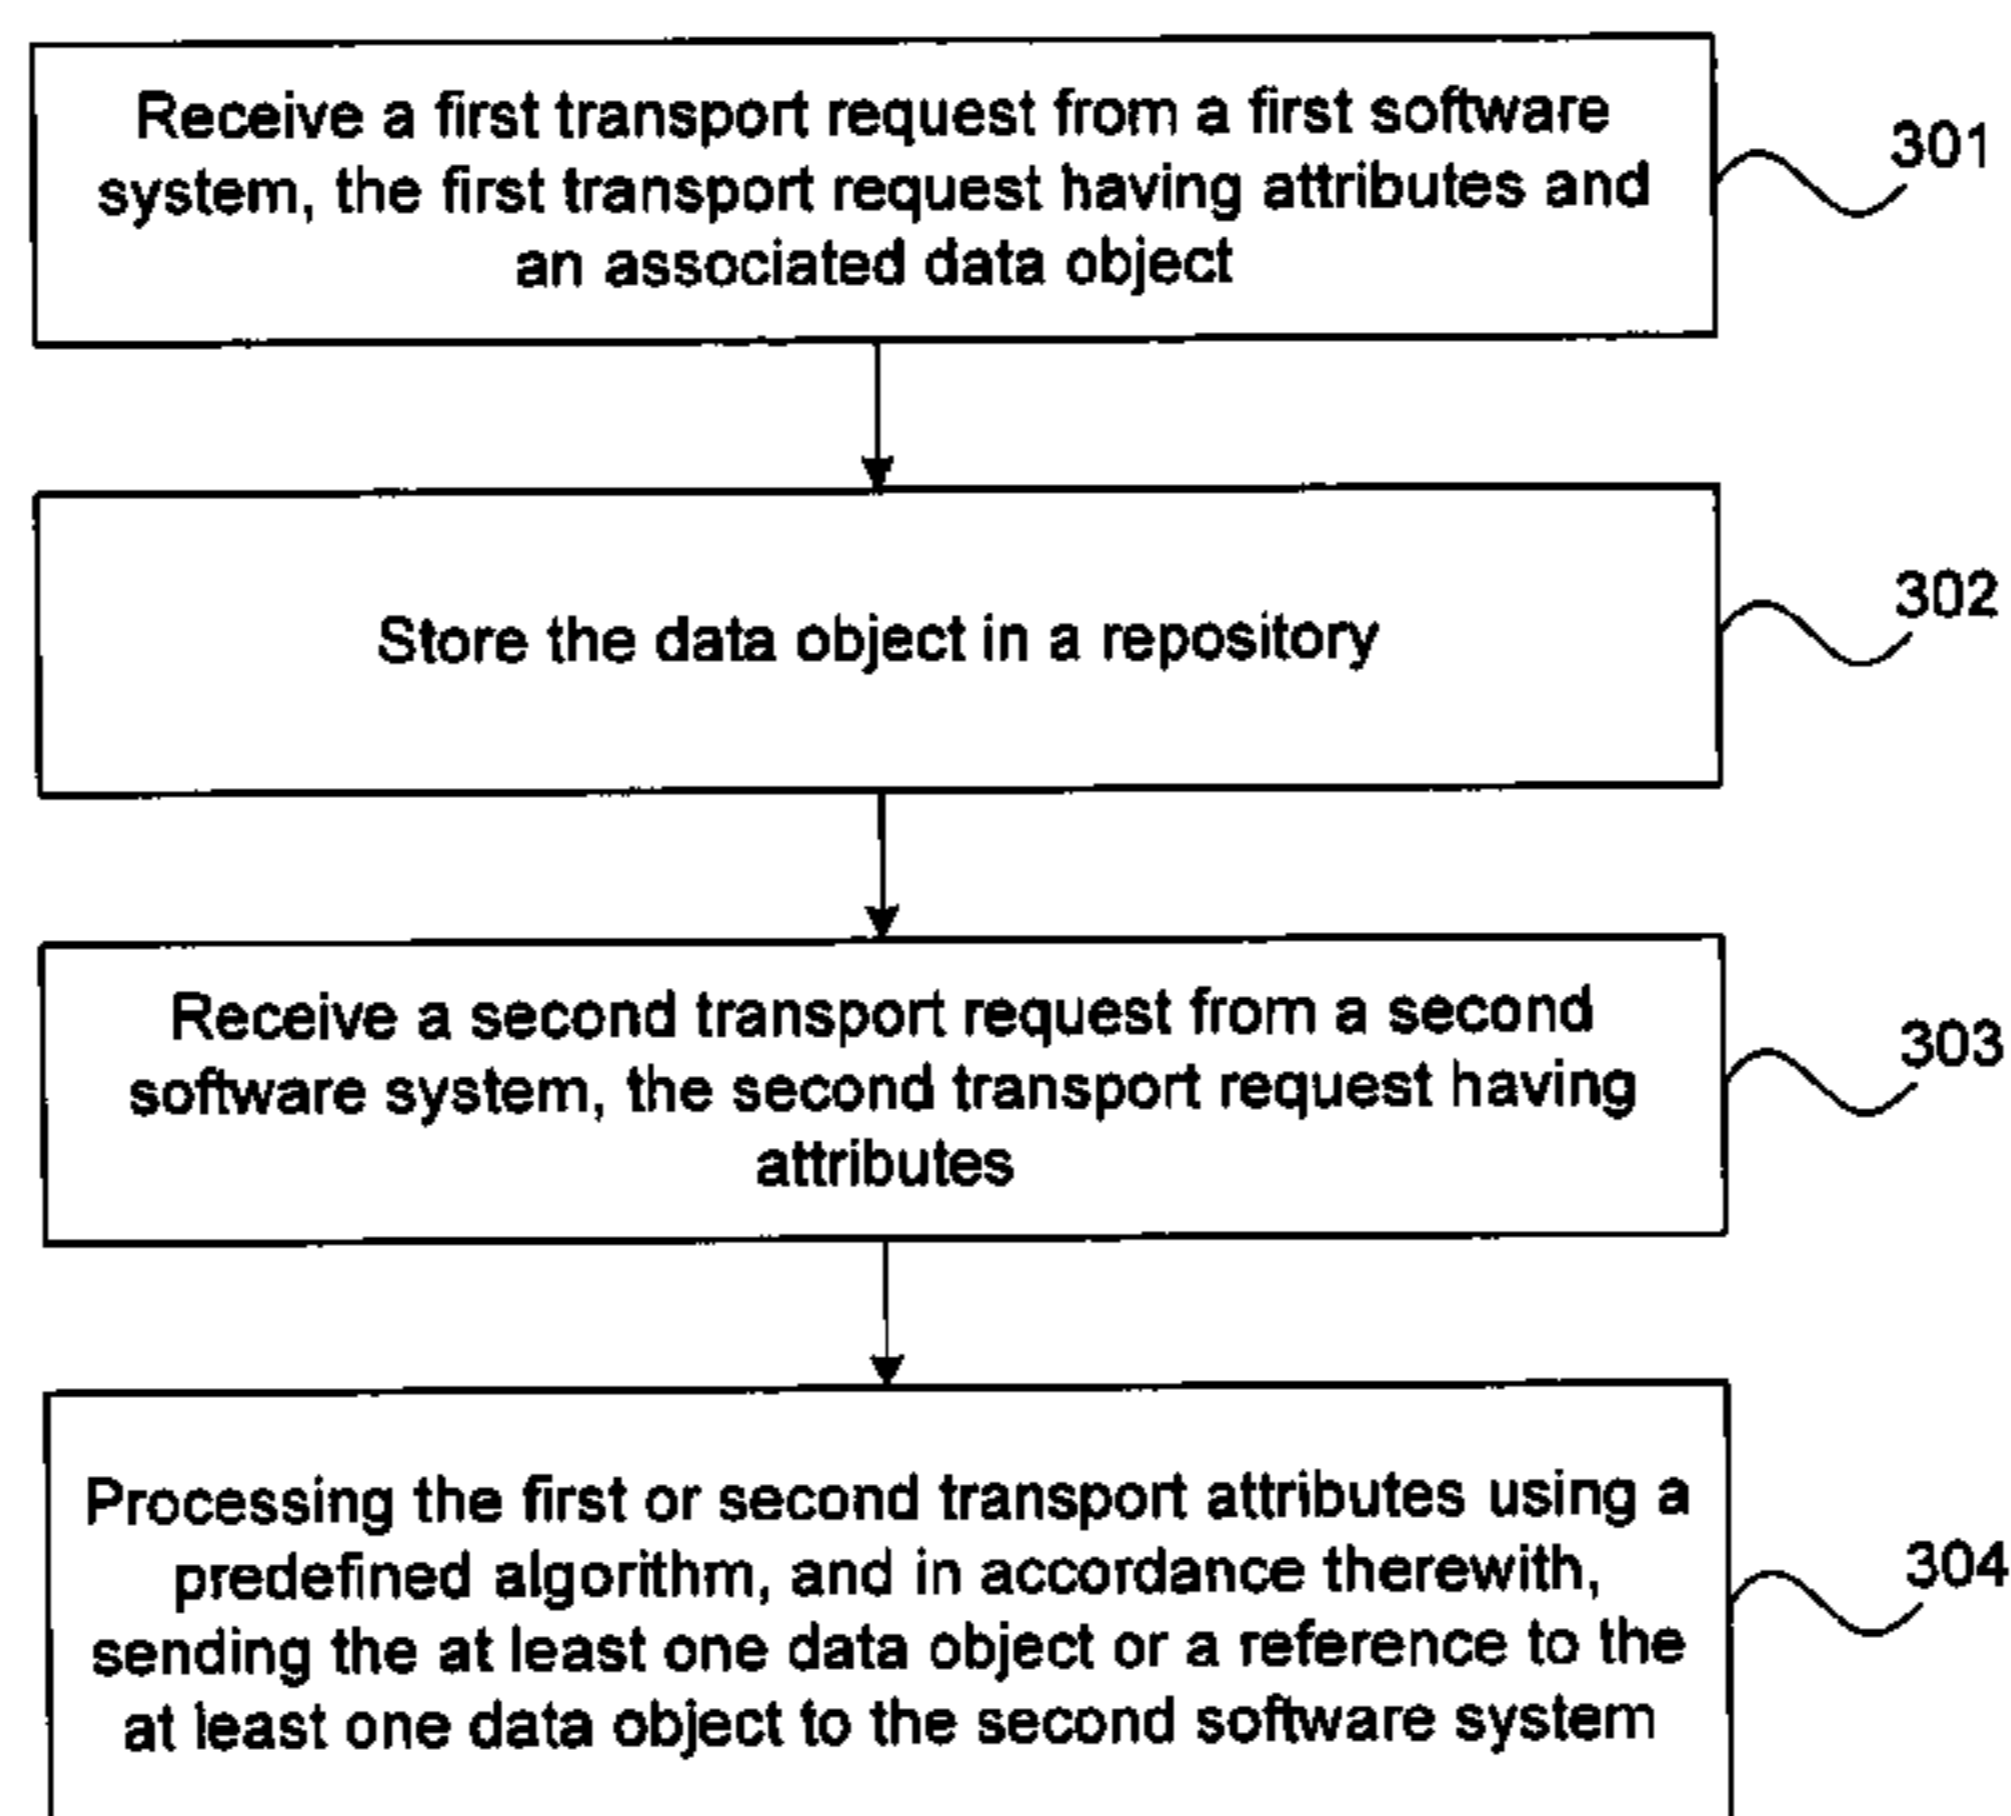 Receive a first transport request from a first software
system, the first transport request having attributes and
an associated data object
301
Store the data object in a repository
302
Receive a second transport request from a second
software system, the second transport request having
attributes
303
Processing the first or second transport attributes using a
predefined algorithm, and in accordance therewith,
sending the at least one data object or a reference to the
at least one data object to the second software system
304